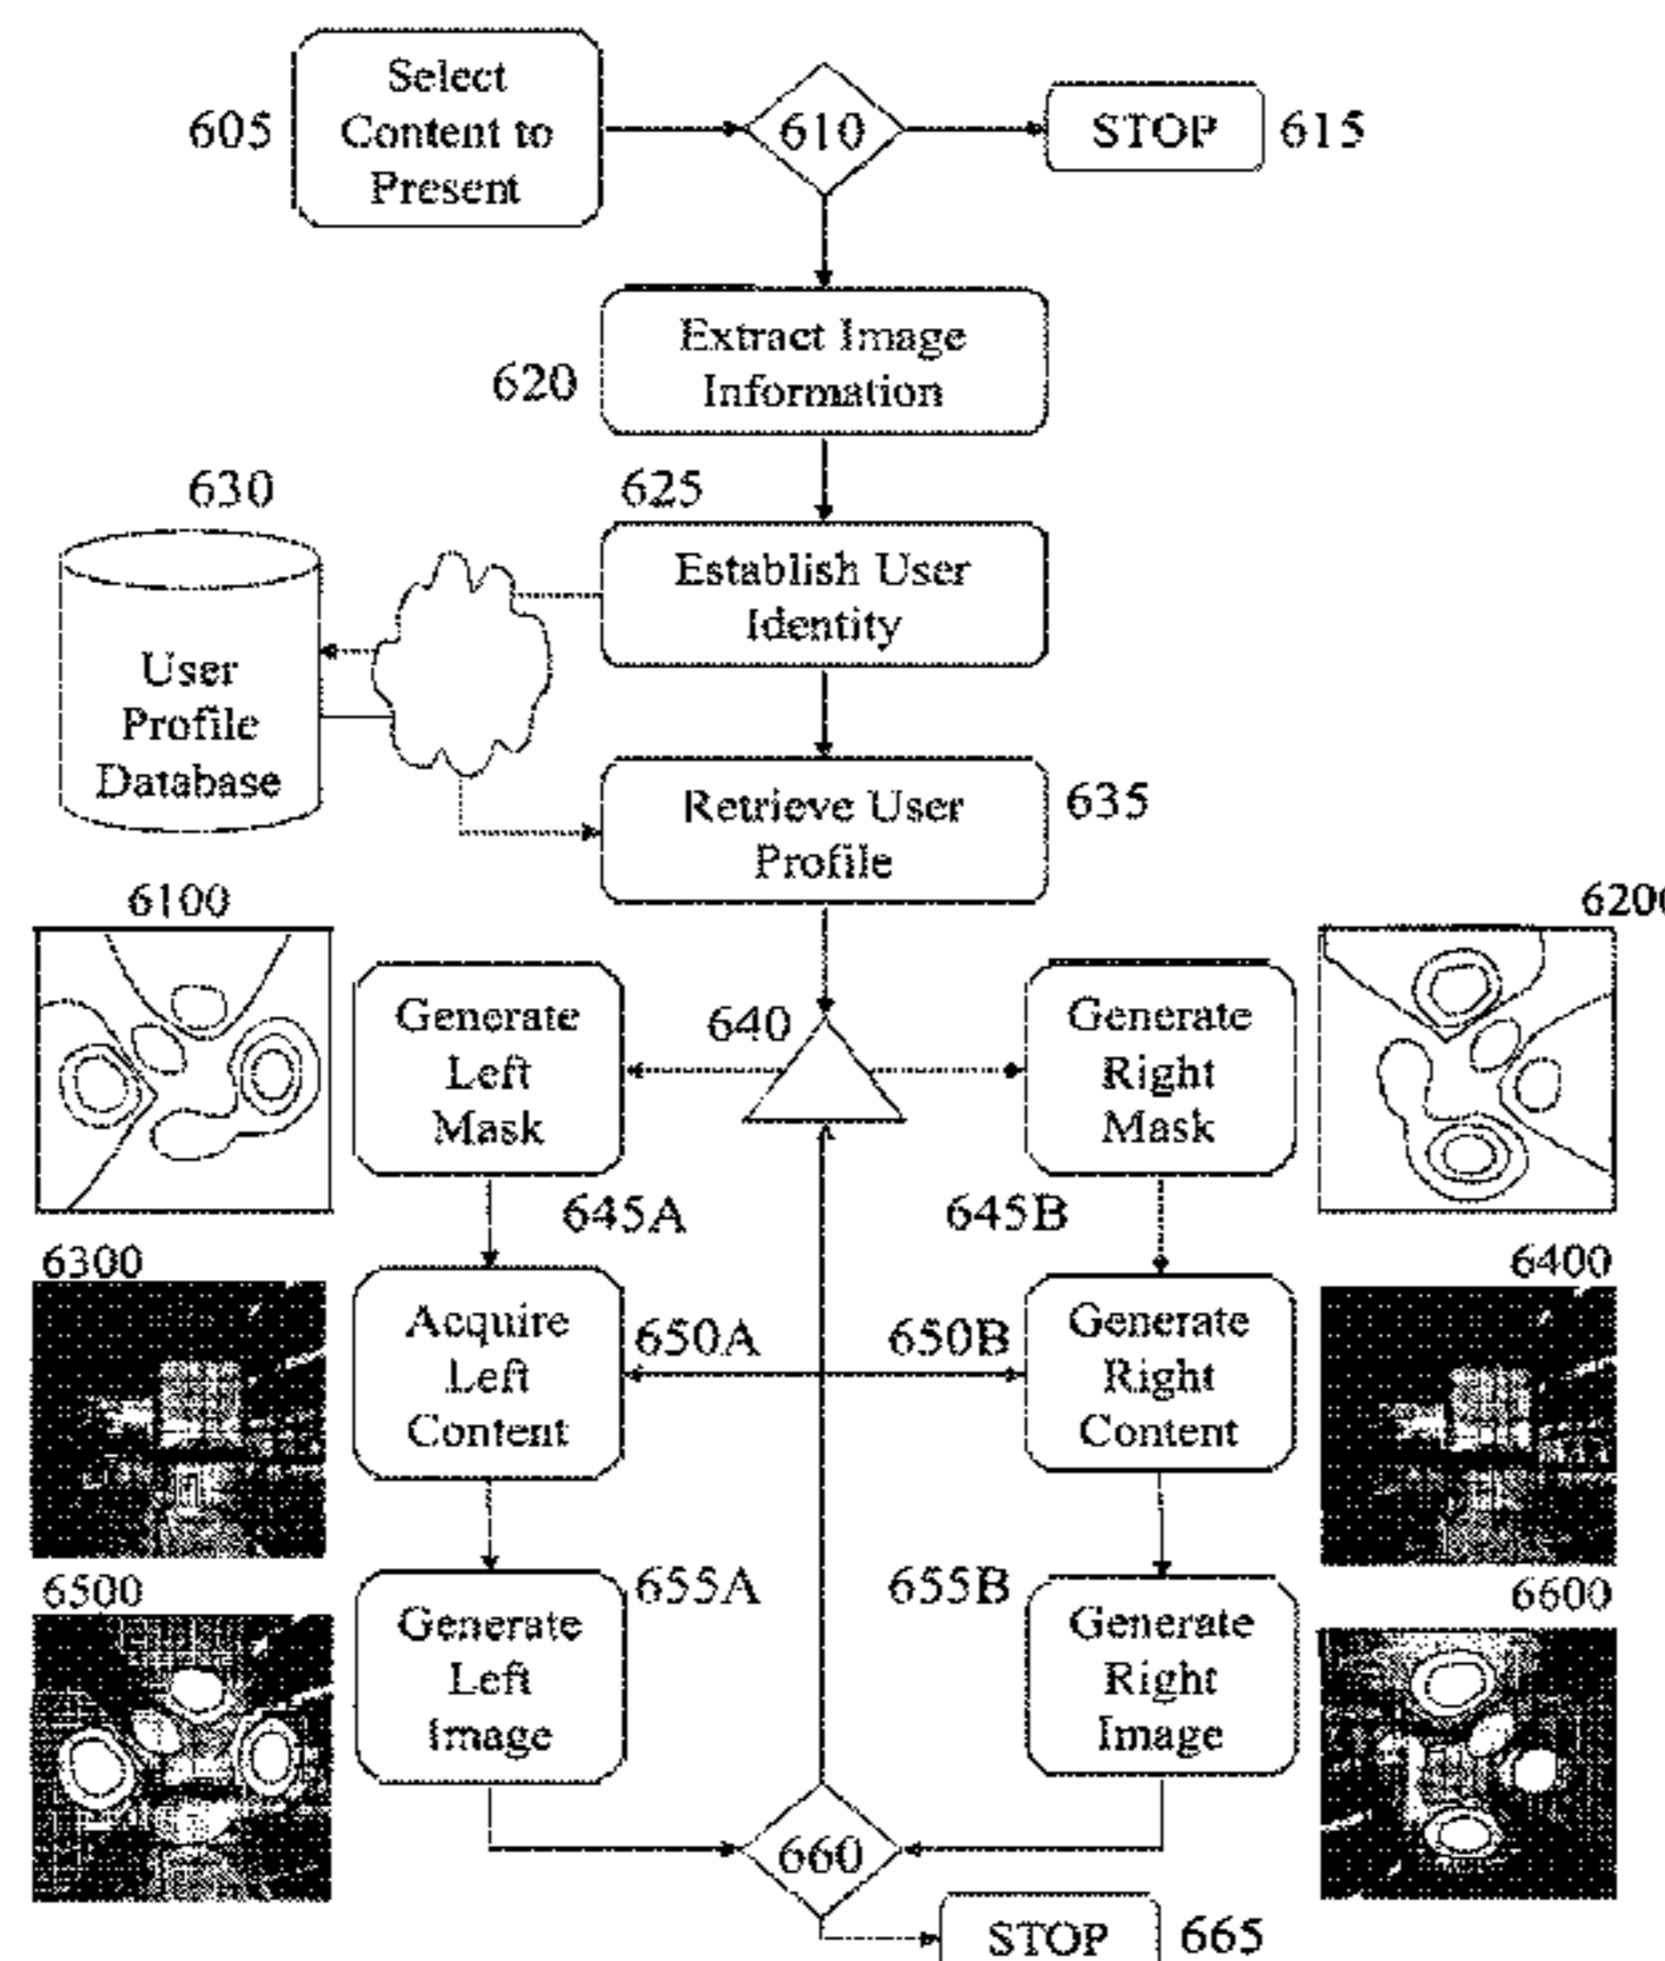 Select
Content to
Present
605
610
STOP
615
Extract Image
Information
620
630
625
Establish User
Identity
User
Profile
Database
Retrieve User
Profile
635
6100
6200
Generate
Left
Mask
640
Generate
Right
Mask
645A
645B
6300
6400
Acquire
Left
Content
650A
650B
Generate
Right
Content
6500
6600
655A
655B
Generate
Left
Image
Generate
Right
Image
660
STOP
665